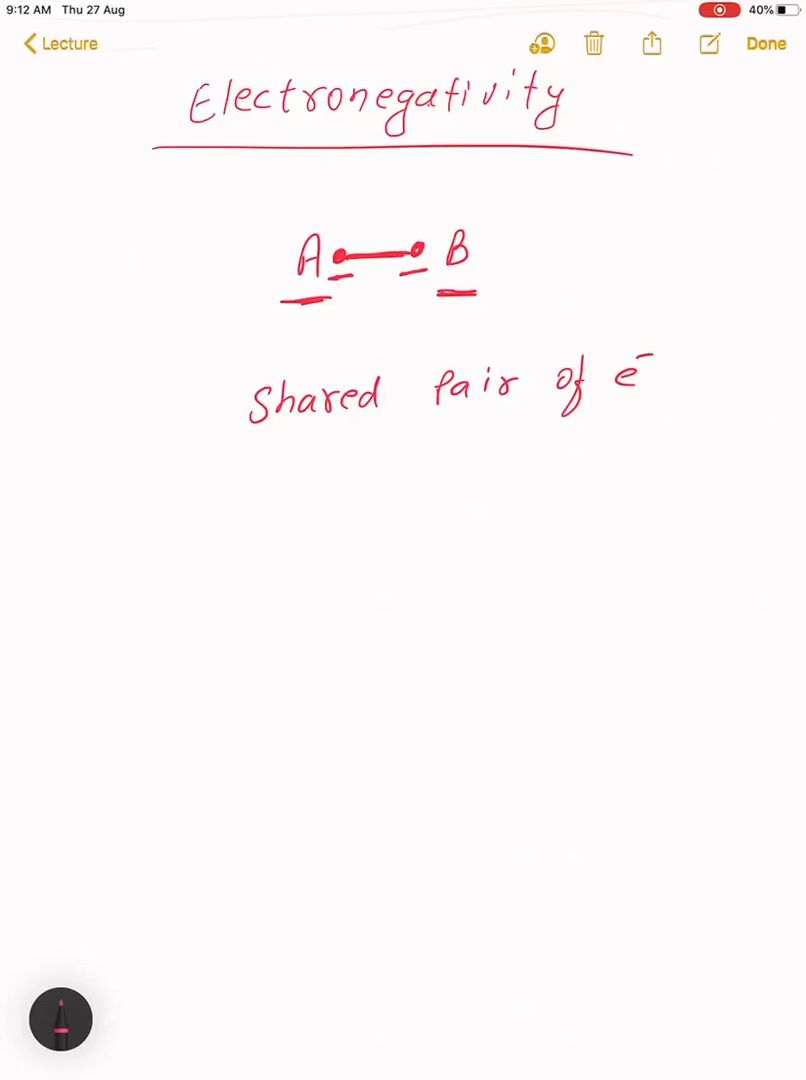 9:12 AM Thu 27 Aug 40%
Lecture Done
Electronegativity
A B
Shared Pair of e⁻